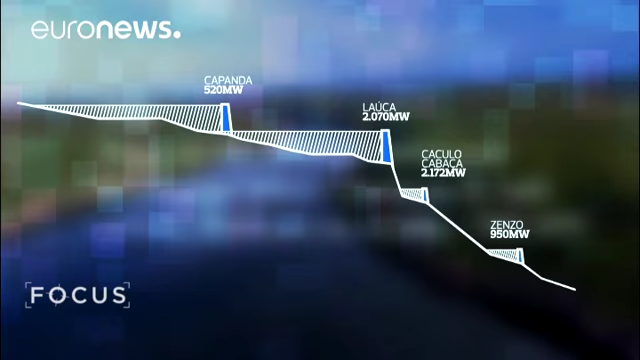 euronews.
CAPANDA
520MW
LAÚCA
2.070MW
CACULO
CABAÇA
2.172MW
ZENZO
950MW
FOCUS